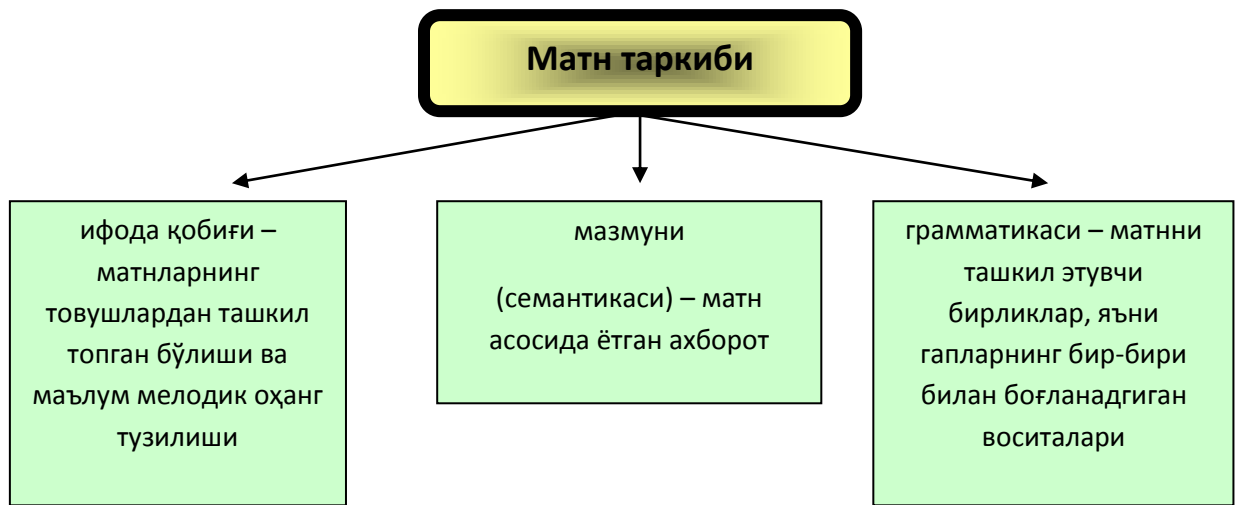 Матн таркиби
ифода қобиғи –
матнларнинг
товушлардан ташкил
топган бўлиши ва
маълум мелодик оҳанг
тузилиши
мазмуни
(семантикаси) – матн
асосида ётган ахборот
грамматикаси – матнни
ташкил этувчи
бирликлар, яъни
гапларнинг бир-бири
билан боғланадгиган
воситалари